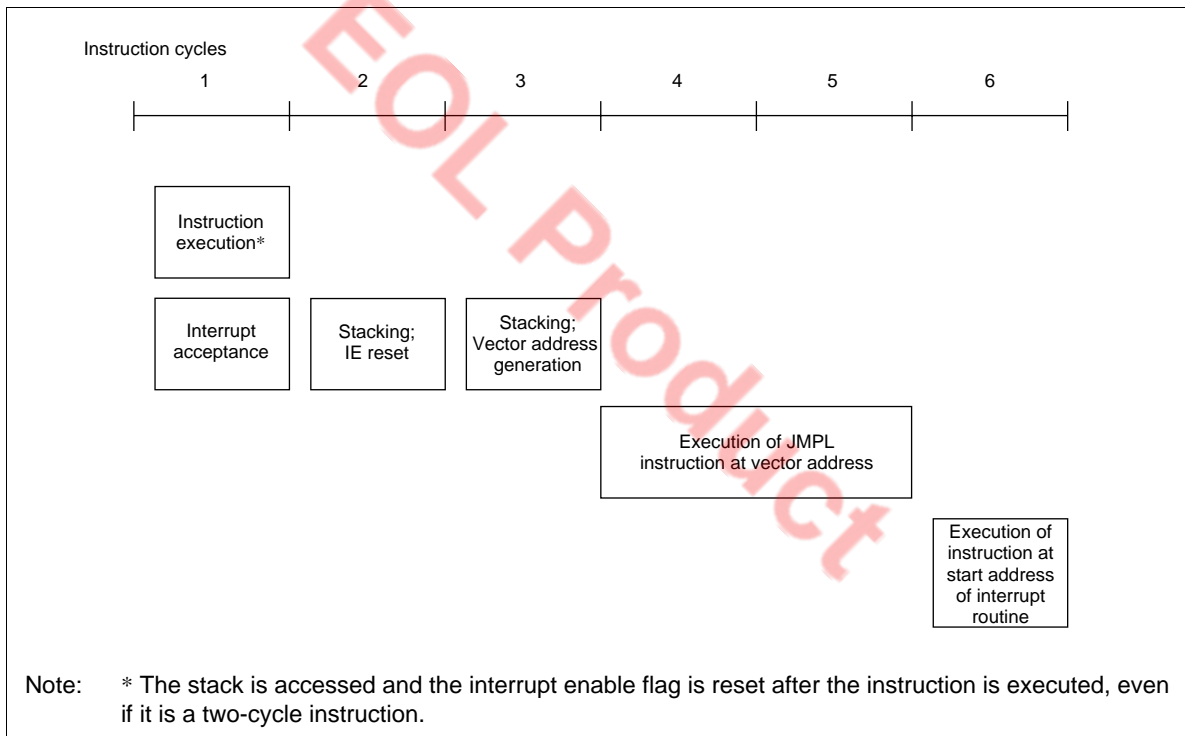 Instruction cycles
1 2 3 4 5 6
Instruction
execution*
Interrupt
acceptance
Stacking;
IE reset
Stacking;
Vector address
generation
Execution of JMPL
instruction at vector address
Execution of
instruction at
start address
of interrupt
routine
Note: * The stack is accessed and the interrupt enable flag is reset after the instruction is executed, even
if it is a two-cycle instruction.
EOL Product